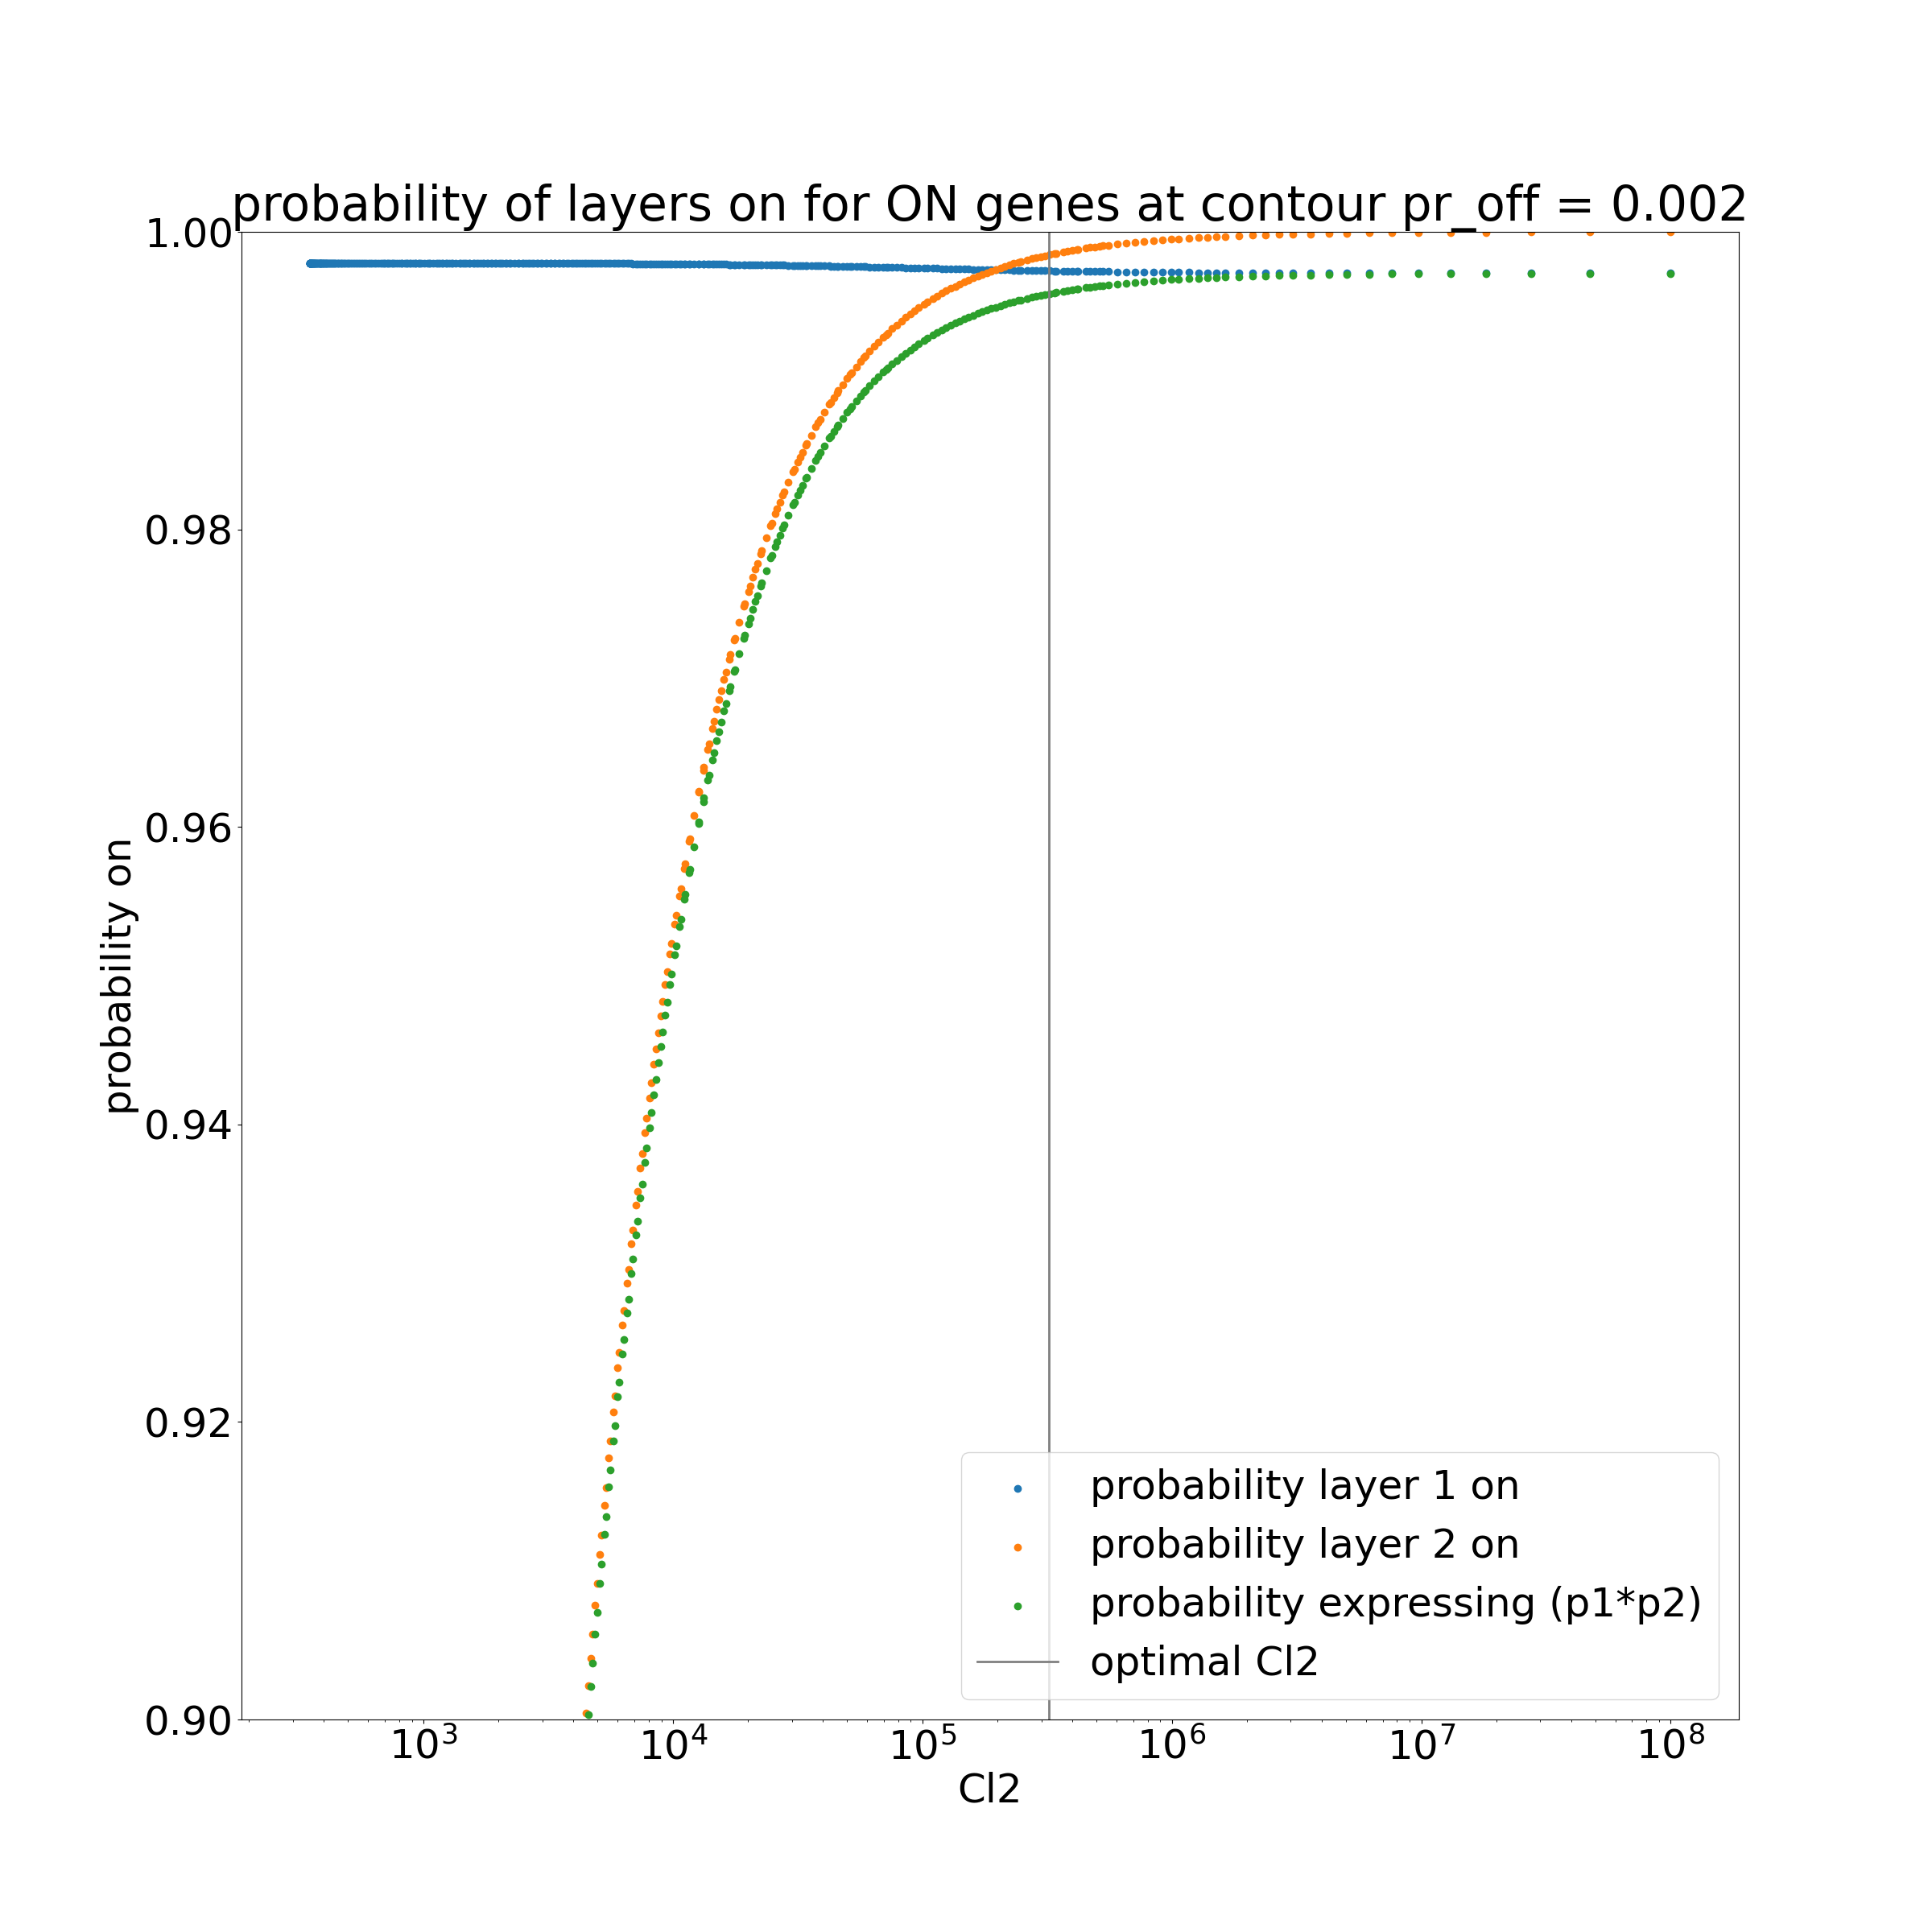 probability of layers on for ON genes at contour pr_off = 0.002
1.00
0.98
0.96
0.94
0.92
0.90
probability on
10³
10⁴
10⁵
10⁶
10⁷
10⁸
Cl2
probability layer 1 on
probability layer 2 on
probability expressing (p1*p2)
optimal Cl2